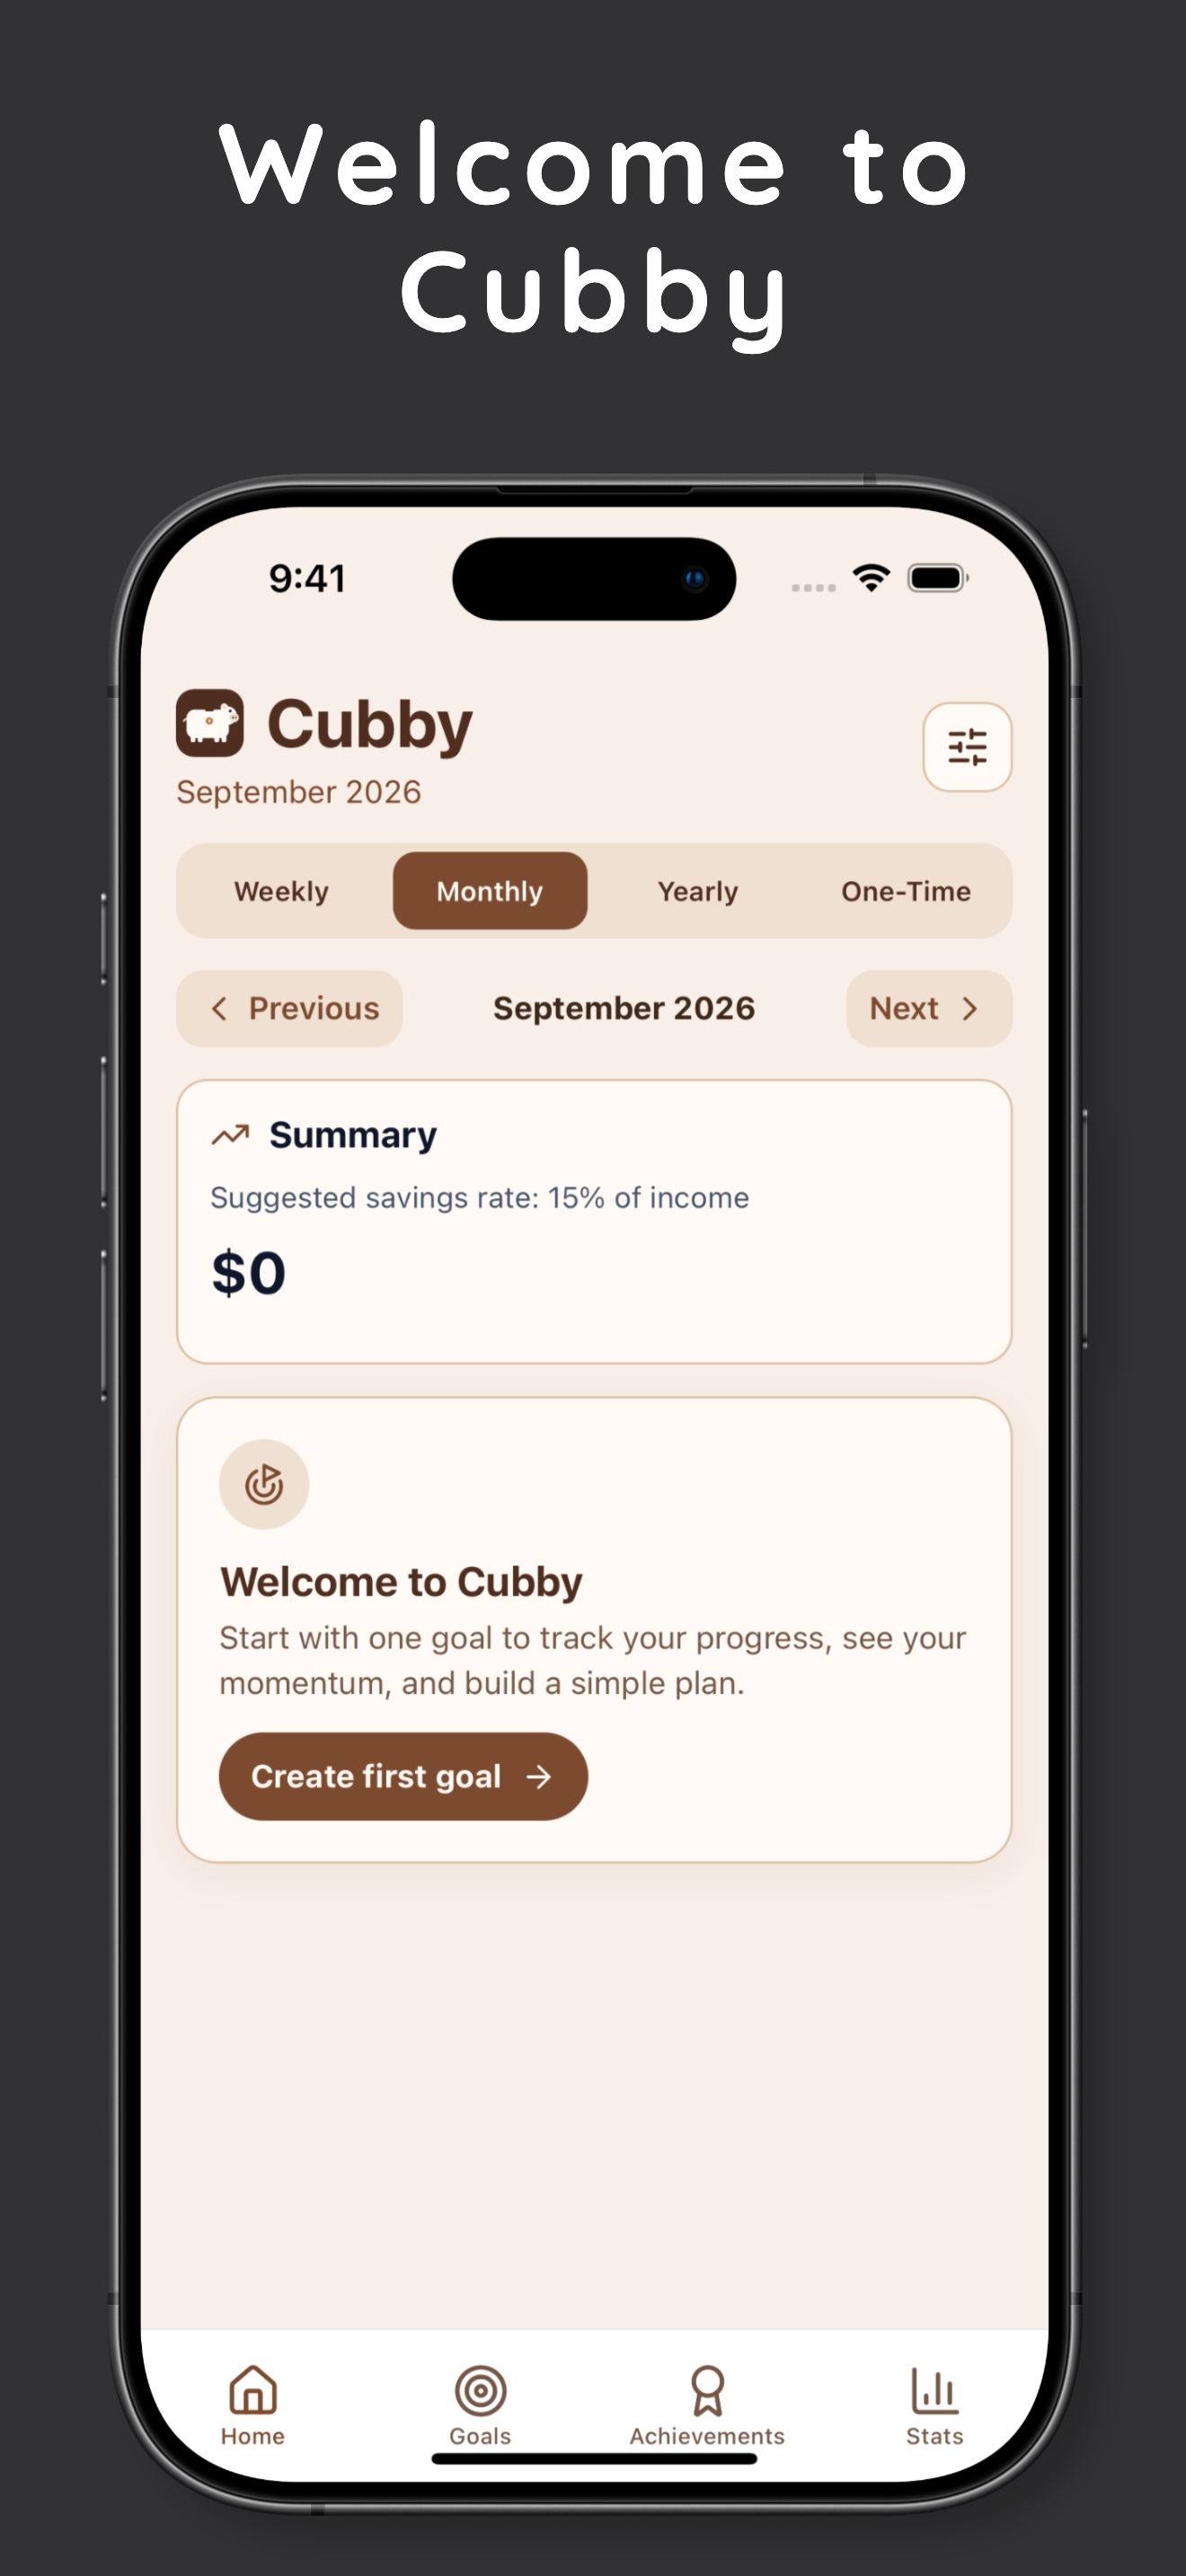 Welcome to
Cubby
9:41
Cubby
September 2026
Weekly Monthly Yearly One-Time
Previous September 2026 Next
Summary
Suggested savings rate: 15% of income
$0
Welcome to Cubby
Start with one goal to track your progress, see your
momentum, and build a simple plan.
Create first goal
Home Goals Achievements Stats